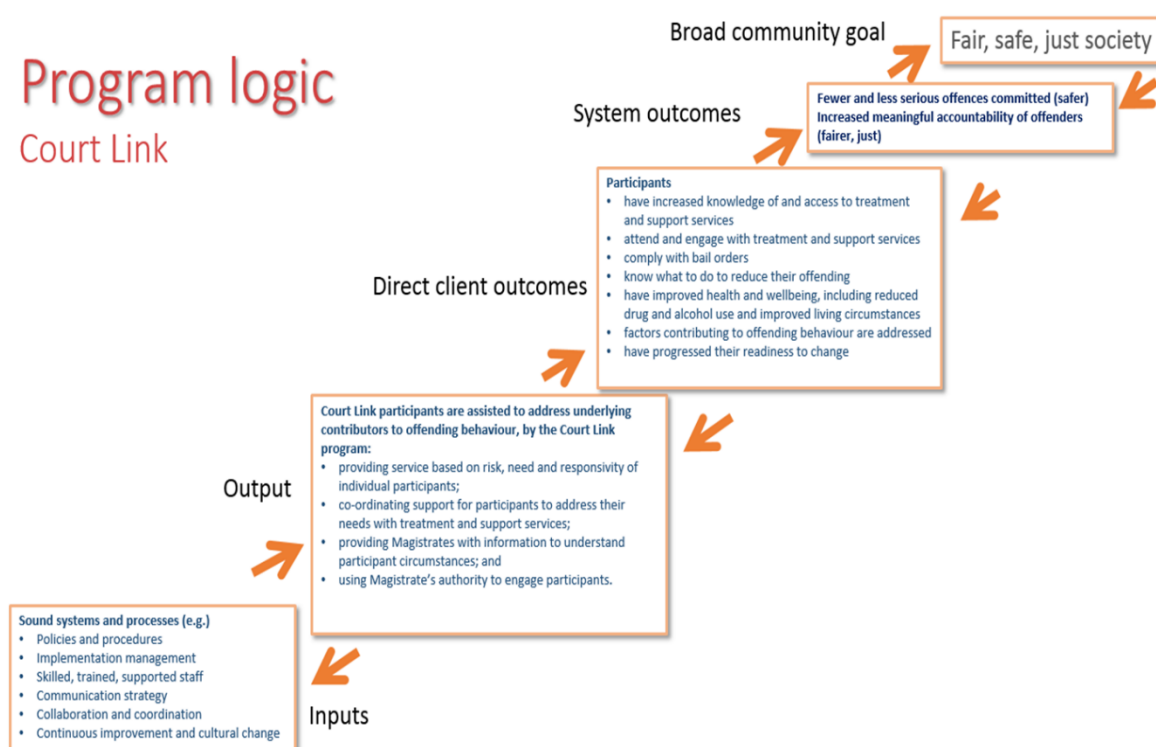 Program logic
Court Link
Broad community goal
Fair, safe, just society
System outcomes
Fewer and less serious offences committed (safer)
Increased meaningful accountability of offenders
(fairer, just)
Direct client outcomes
Participants
• have increased knowledge of and access to treatment
and support services
• attend and engage with treatment and support services
• comply with bail orders
• know what to do to reduce their offending
• have improved health and wellbeing, including reduced
drug and alcohol use and improved living circumstances
• factors contributing to offending behaviour are addressed
• have progressed their readiness to change
Output
Court Link participants are assisted to address underlying
contributors to offending behaviour, by the Court Link
program:
• providing service based on risk, need and responsivity of
individual participants;
• co-ordinating support for participants to address their
needs with treatment and support services;
• providing Magistrates with information to understand
participant circumstances; and
• using Magistrate's authority to engage participants.
Inputs
Sound systems and processes (e.g.)
• Policies and procedures
• Implementation management
• Skilled, trained, supported staff
• Communication strategy
• Collaboration and coordination
• Continuous improvement and cultural change